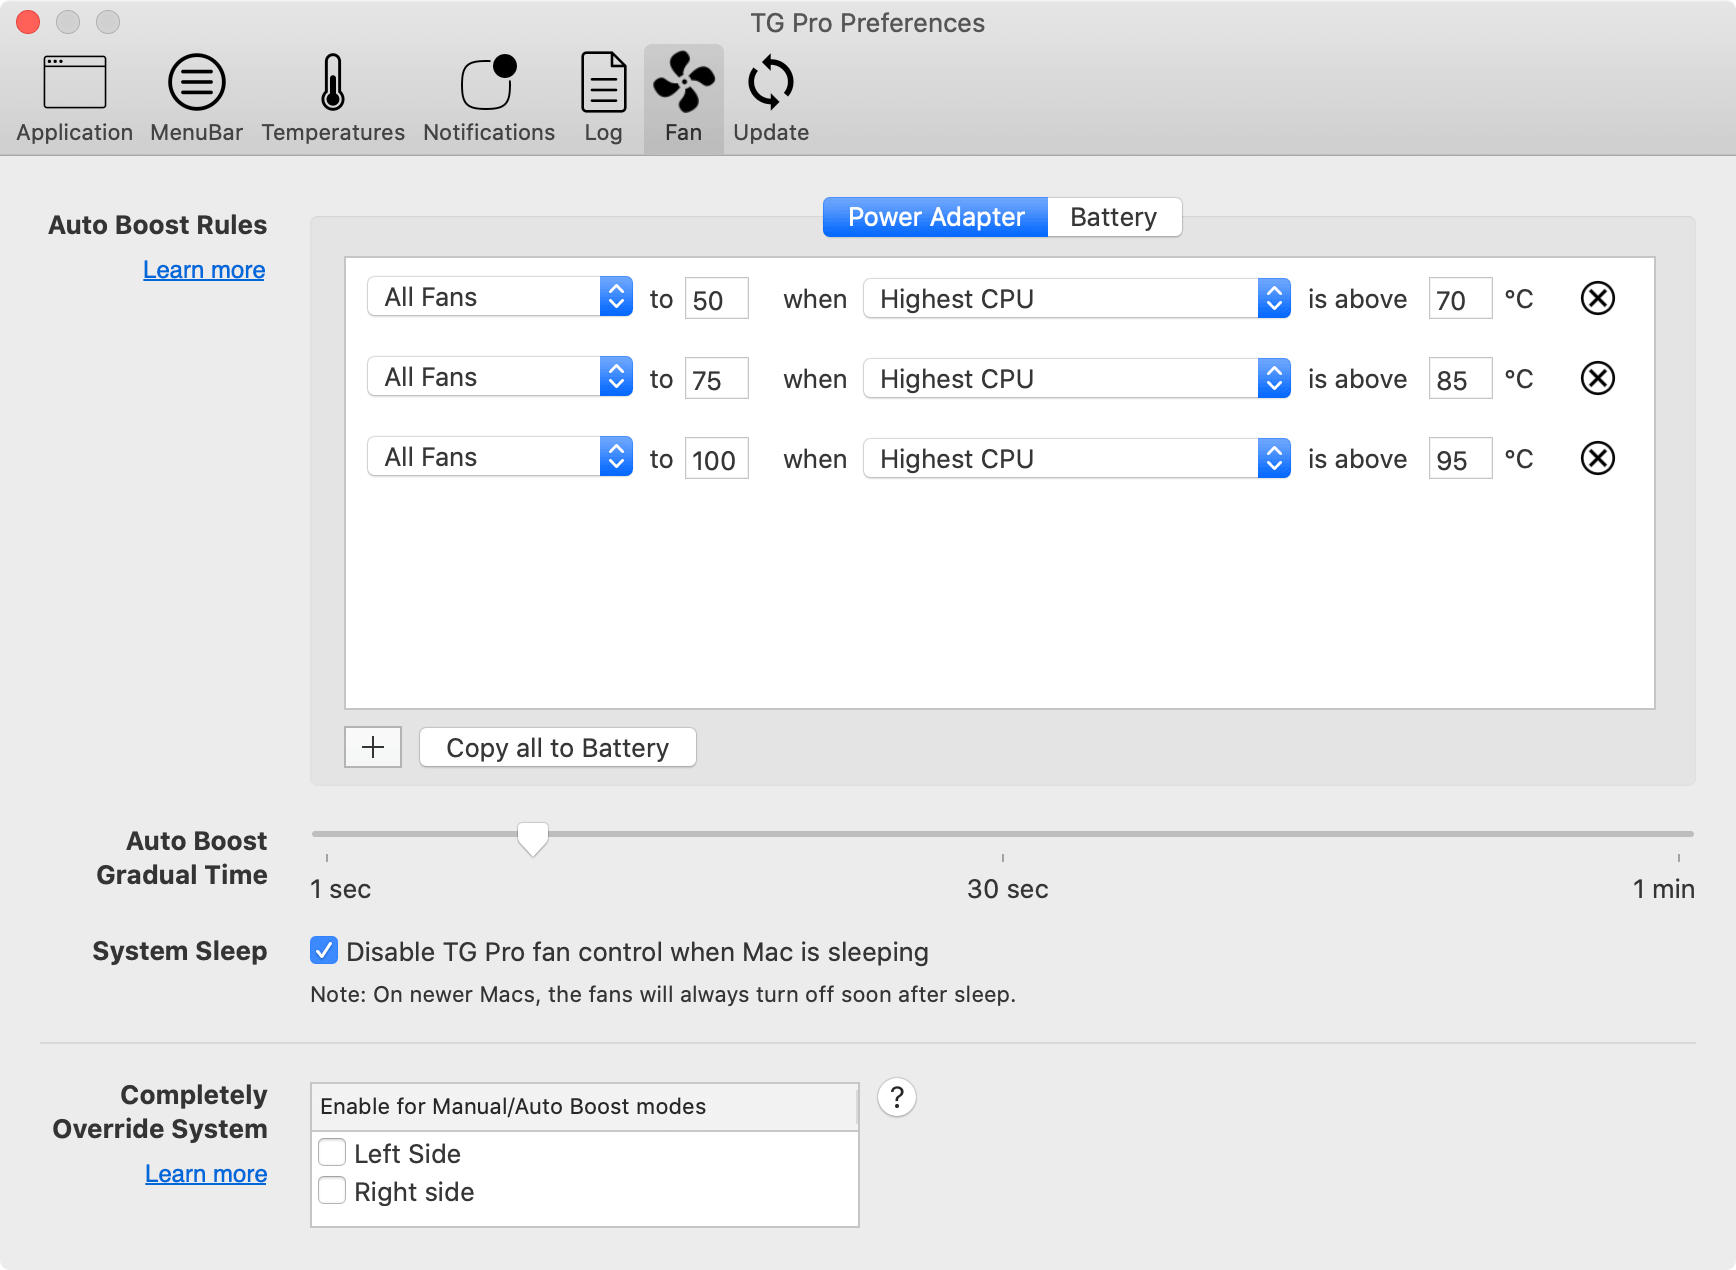 TG Pro Preferences
Application MenuBar Temperatures Notifications Log Fan Update
Auto Boost Rules
Learn more
Power Adapter Battery
All Fans to 50 when Highest CPU is above 70 °C
All Fans to 75 when Highest CPU is above 85 °C
All Fans to 100 when Highest CPU is above 95 °C
+ Copy all to Battery
Auto Boost
Gradual Time
1 sec 30 sec 1 min
System Sleep Disable TG Pro fan control when Mac is sleeping
Note: On newer Macs, the fans will always turn off soon after sleep.
Completely
Override System
Learn more
Enable for Manual/Auto Boost modes ?
Left Side
Right side